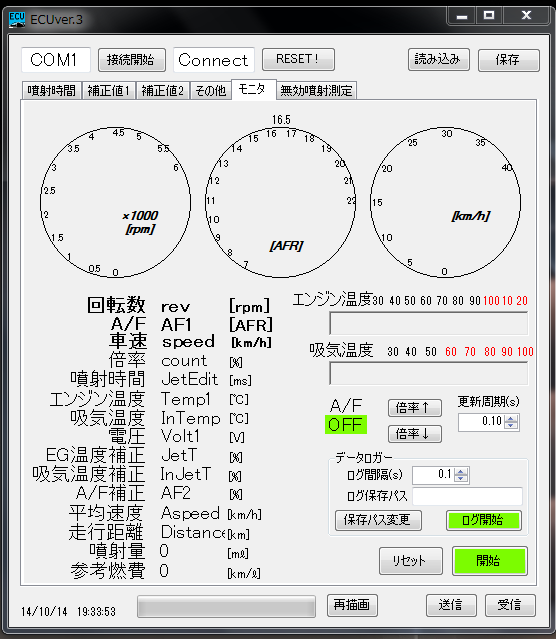 ECUver.3
COM1 接続開始 Connect RESET! 読み込み 保存
噴射時間 補正値1 補正値2 その他 モニタ 無効噴射測定
0 0.5 1 1.5 2 2.5 3 3.5 4 4.5 5 5.5 6
×1000
[rpm]
16.5
7 8 9 10 11 12 13 14 15 16 17 18 19 20 21 22
[AFR]
0 5 10 15 20 25 30 35 40
[km/h]
回転数 rev [rpm]
A/F AF1 [AFR]
車速 speed [km/h]
倍率 count [%]
噴射時間 JetEdit [ms]
エンジン温度 Temp1 [℃]
吸気温度 InTemp [℃]
電圧 Volt1 [V]
EG温度補正 JetT [%]
吸気温度補正 InJetT [%]
A/F補正 AF2 [%]
平均速度 Aspeed [km/h]
走行距離 Distanc [km]
噴射量 0 [mℓ]
参考燃費 0 [km/ℓ]
エンジン温度 30 40 50 60 70 80 90 100 10 20
吸気温度 30 40 50 60 70 80 90 100
A/F
OFF
倍率↑
倍率↓
更新周期(s)
0.10
データロガー
ログ間隔(s) 0.1
ログ保存パス
保存パス変更 ログ開始
リセット 開始
14/10/14 19:33:53 再描画 送信 受信